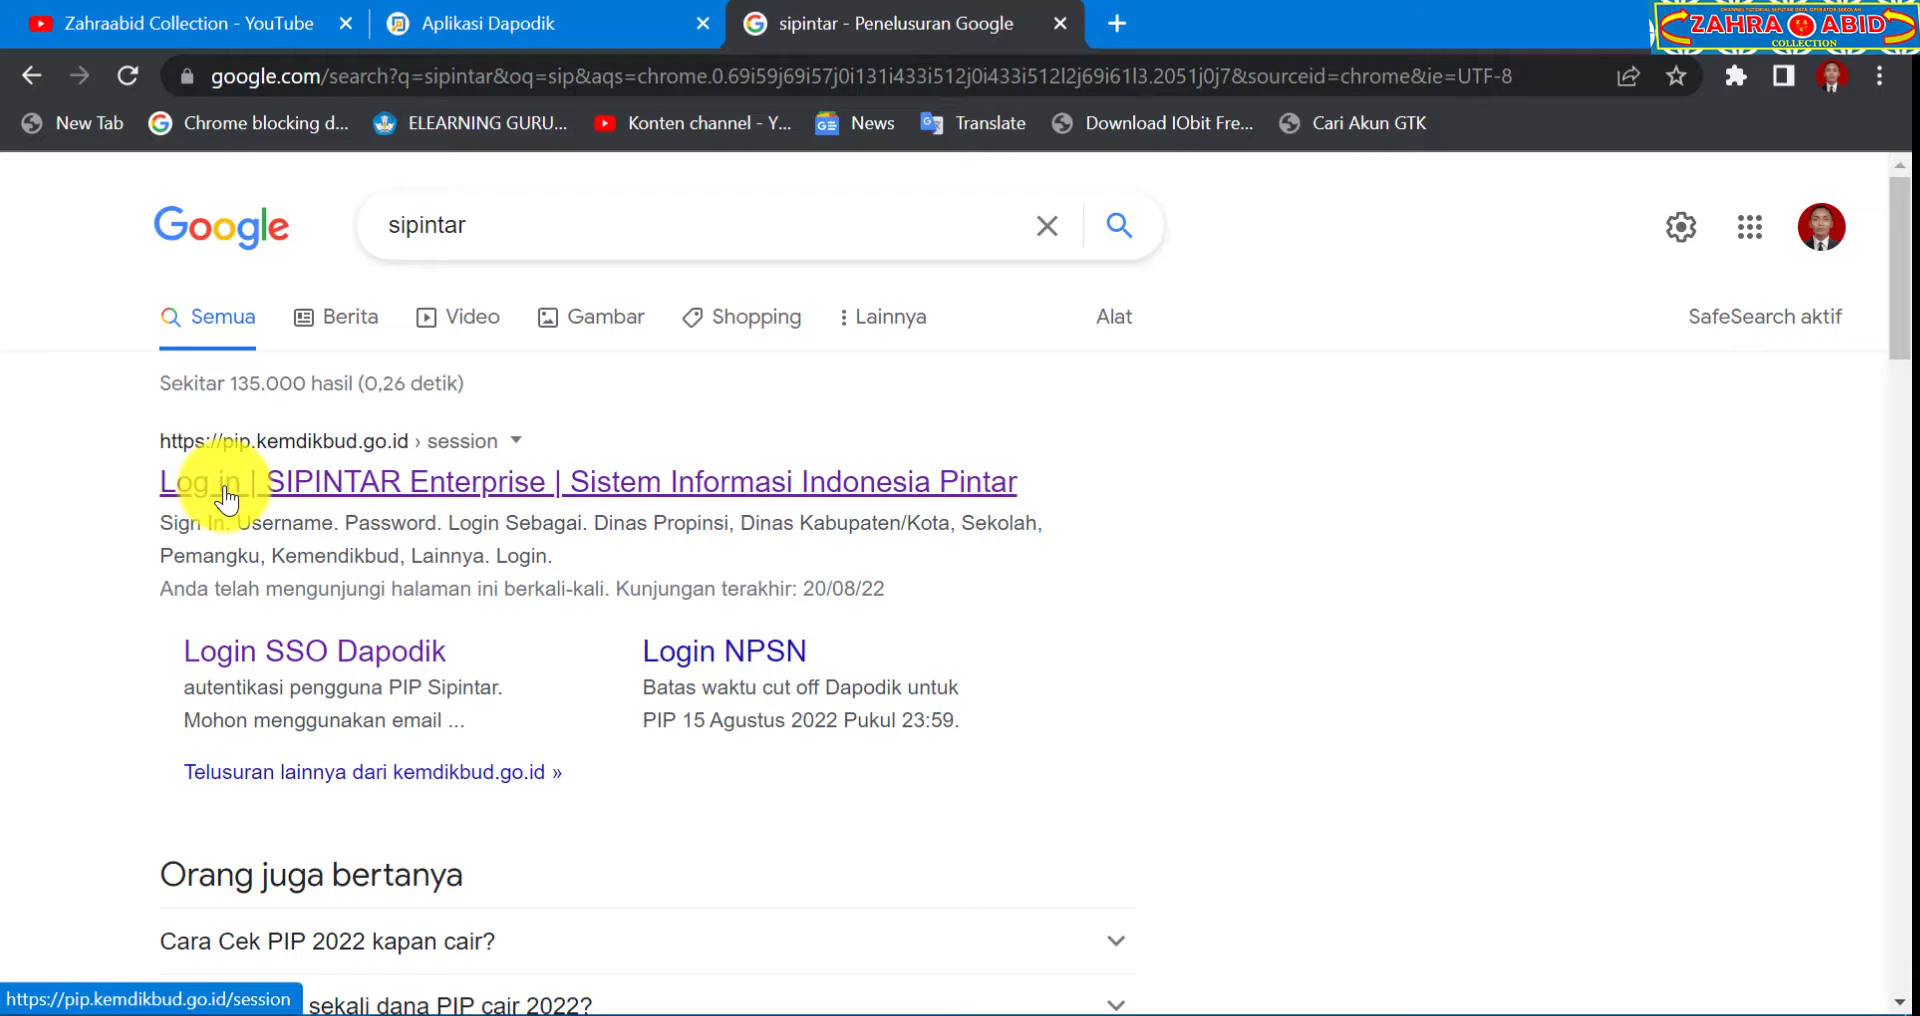 Zahraabid Collection - YouTube
Aplikasi Dapodik
sipintar - Penelusuran Google
CHANNEL TUTORIAL SEPUTAR DATA OPERATOR SEKOLAH
ZAHRA ABID
COLLECTION
google.com/search?q=sipintar&oq=sip&aqs=chrome.0.69i59j69i57j0i131i433i512j0i433i512l2j69i61l3.2051j0j7&sourceid=chrome&ie=UTF-8
New Tab
Chrome blocking d...
ELEARNING GURU...
Konten channel - Y...
News
Translate
Download IObit Fre...
Cari Akun GTK
Google
sipintar
Semua
Berita
Video
Gambar
Shopping
Lainnya
Alat
SafeSearch aktif
Sekitar 135.000 hasil (0,26 detik)
https://pip.kemdikbud.go.id › session
Log in | SIPINTAR Enterprise | Sistem Informasi Indonesia Pintar
Sign In. Username. Password. Login Sebagai. Dinas Propinsi, Dinas Kabupaten/Kota, Sekolah,
Pemangku, Kemendikbud, Lainnya. Login.
Anda telah mengunjungi halaman ini berkali-kali. Kunjungan terakhir: 20/08/22
Login SSO Dapodik
autentikasi pengguna PIP Sipintar.
Mohon menggunakan email ...
Login NPSN
Batas waktu cut off Dapodik untuk
PIP 15 Agustus 2022 Pukul 23:59.
Telusuran lainnya dari kemdikbud.go.id »
Orang juga bertanya
Cara Cek PIP 2022 kapan cair?
sekali dana PIP cair 2022?
https://pip.kemdikbud.go.id/session